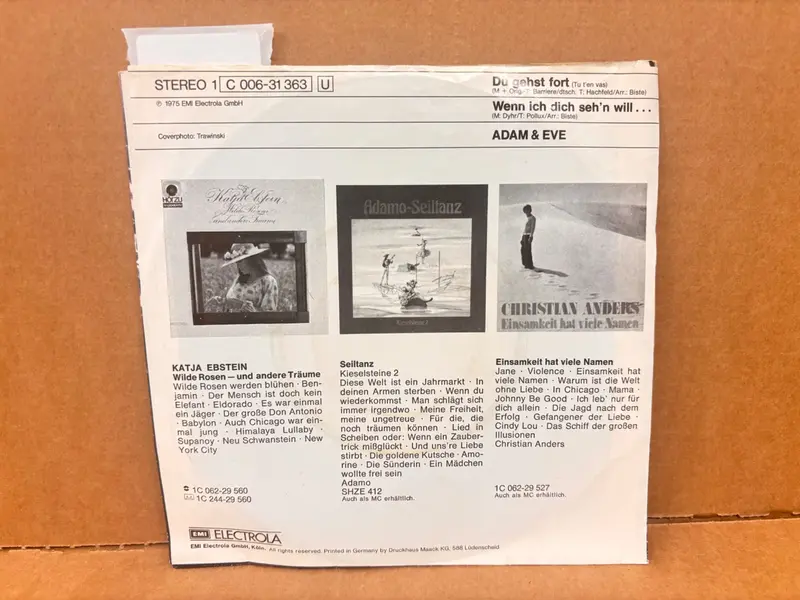 STEREO 1 C 006-31 363 U
℗ 1975 EMI Electrola GmbH
Coverphoto: Trawinski
Du gehst fort (Tu t'en vas)
(M + Orig.-T: Barriere/dtsch. T: Hachfeld/Arr.: Biste)
Wenn ich dich seh'n will...
(M: Dyhr/T: Pollux/Arr.: Biste)
ADAM & EVE
HÖRZU
Katja Ebstein
Wilde Rosen
und andere Träume
Adamo-Seiltanz
Kieselsteine 2
CHRISTIAN ANDERS
Einsamkeit hat viele Namen
KATJA EBSTEIN
Wilde Rosen — und andere Träume
Wilde Rosen werden blühen · Ben-
jamin · Der Mensch ist doch kein
Elefant · Eldorado · Es war einmal
ein Jäger · Der große Don Antonio
· Babylon · Auch Chicago war ein-
mal jung · Himalaya Lullaby ·
Supanoy · Neu Schwanstein · New
York City
1C 062-29 560
1C 244-29 560
Seiltanz
Kieselsteine 2
Diese Welt ist ein Jahrmarkt · In
deinen Armen sterben · Wenn du
wiederkommst · Man schlägt sich
immer irgendwo · Meine Freiheit,
meine ungetreue · Für die, die
noch träumen können · Lied in
Scheiben oder: Wenn ein Zauber-
trick mißglückt · Und uns're Liebe
stirbt · Die goldene Kutsche · Amo-
rine · Die Sünderin · Ein Mädchen
wollte frei sein
Adamo
SHZE 412
Auch als MC erhältlich.
Einsamkeit hat viele Namen
Jane · Violence · Einsamkeit hat
viele Namen · Warum ist die Welt
ohne Liebe · In Chicago · Mama ·
Johnny Be Good · Ich leb' nur für
dich allein · Die Jagd nach dem
Erfolg · Gefangener der Liebe ·
Cindy Lou · Das Schiff der großen
Illusionen
Christian Anders
1C 062-29 527
Auch als MC erhältlich.
EMI ELECTROLA
EMI Electrola GmbH, Köln. All rights reserved. Printed in Germany by Druckhaus Maack KG, 588 Lüdenscheid